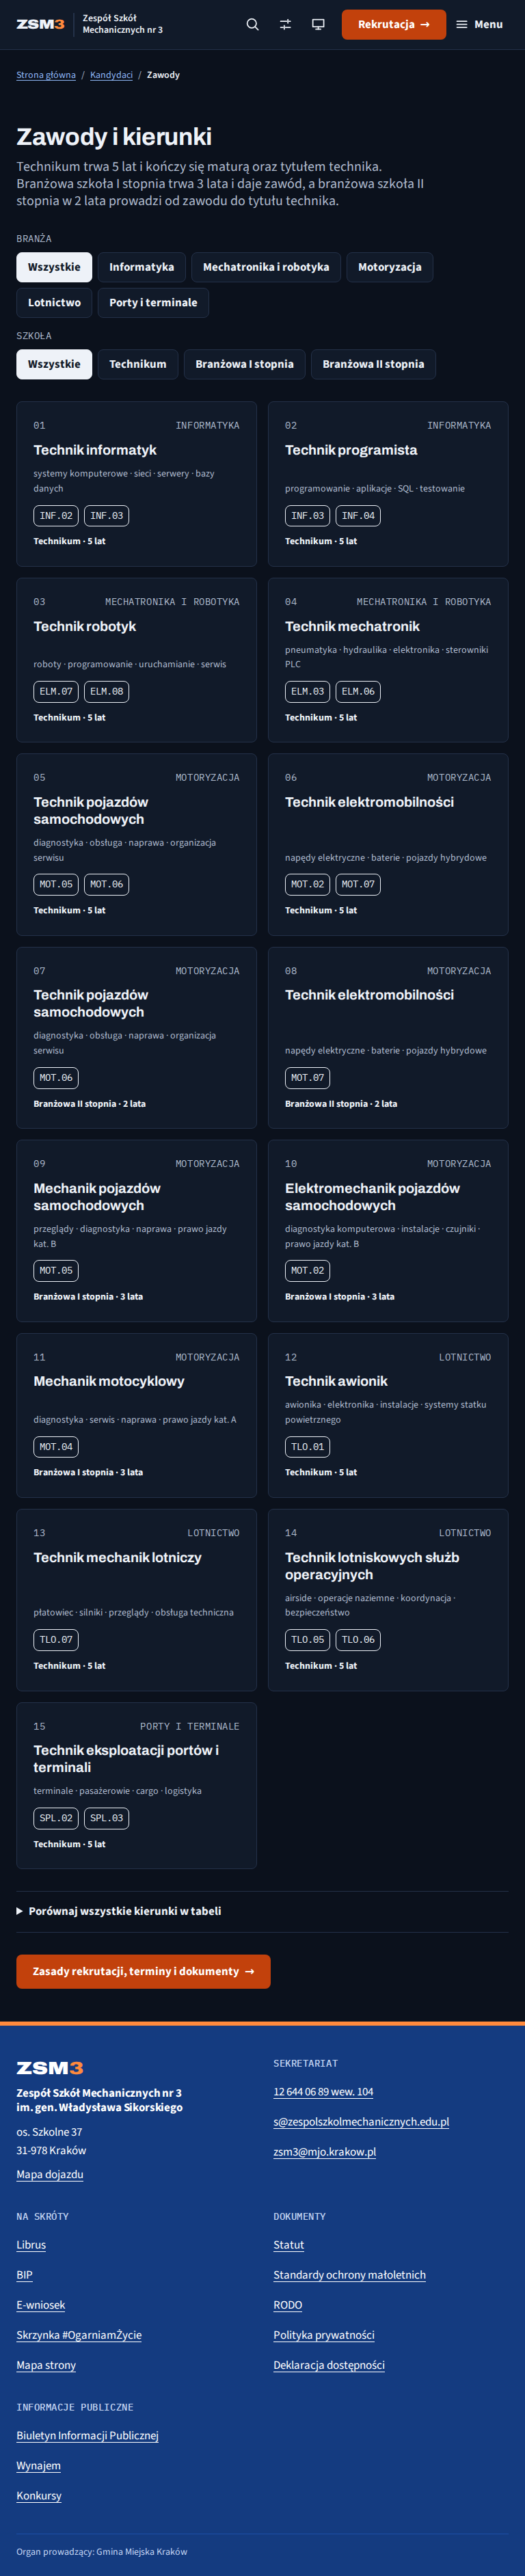 ZSM3
Zespół Szkół
Mechanicznych nr 3
Rekrutacja →
Menu
Strona główna / Kandydaci / Zawody
Zawody i kierunki
Technikum trwa 5 lat i kończy się maturą oraz tytułem technika.
Branżowa szkoła I stopnia trwa 3 lata i daje zawód, a branżowa szkoła II
stopnia w 2 lata prowadzi od zawodu do tytułu technika.
BRANŻA
Wszystkie
Informatyka
Mechatronika i robotyka
Motoryzacja
Lotnictwo
Porty i terminale
SZKOŁA
Wszystkie
Technikum
Branżowa I stopnia
Branżowa II stopnia
01 INFORMATYKA
Technik informatyk
systemy komputerowe · sieci · serwery · bazy
danych
INF.02 INF.03
Technikum · 5 lat
02 INFORMATYKA
Technik programista
programowanie · aplikacje · SQL · testowanie
INF.03 INF.04
Technikum · 5 lat
03 MECHATRONIKA I ROBOTYKA
Technik robotyk
roboty · programowanie · uruchamianie · serwis
ELM.07 ELM.08
Technikum · 5 lat
04 MECHATRONIKA I ROBOTYKA
Technik mechatronik
pneumatyka · hydraulika · elektronika · sterowniki
PLC
ELM.03 ELM.06
Technikum · 5 lat
05 MOTORYZACJA
Technik pojazdów
samochodowych
diagnostyka · obsługa · naprawa · organizacja
serwisu
MOT.05 MOT.06
Technikum · 5 lat
06 MOTORYZACJA
Technik elektromobilności
napędy elektryczne · baterie · pojazdy hybrydowe
MOT.02 MOT.07
Technikum · 5 lat
07 MOTORYZACJA
Technik pojazdów
samochodowych
diagnostyka · obsługa · naprawa · organizacja
serwisu
MOT.06
Branżowa II stopnia · 2 lata
08 MOTORYZACJA
Technik elektromobilności
napędy elektryczne · baterie · pojazdy hybrydowe
MOT.07
Branżowa II stopnia · 2 lata
09 MOTORYZACJA
Mechanik pojazdów
samochodowych
przeglądy · diagnostyka · naprawa · prawo jazdy
kat. B
MOT.05
Branżowa I stopnia · 3 lata
10 MOTORYZACJA
Elektromechanik pojazdów
samochodowych
diagnostyka komputerowa · instalacje · czujniki ·
prawo jazdy kat. B
MOT.02
Branżowa I stopnia · 3 lata
11 MOTORYZACJA
Mechanik motocyklowy
diagnostyka · serwis · naprawa · prawo jazdy kat. A
MOT.04
Branżowa I stopnia · 3 lata
12 LOTNICTWO
Technik awionik
awionika · elektronika · instalacje · systemy statku
powietrznego
TLO.01
Technikum · 5 lat
13 LOTNICTWO
Technik mechanik lotniczy
płatowiec · silniki · przeglądy · obsługa techniczna
TLO.07
Technikum · 5 lat
14 LOTNICTWO
Technik lotniskowych służb
operacyjnych
airside · operacje naziemne · koordynacja ·
bezpieczeństwo
TLO.05 TLO.06
Technikum · 5 lat
15 PORTY I TERMINALE
Technik eksploatacji portów i
terminali
terminale · pasażerowie · cargo · logistyka
SPL.02 SPL.03
Technikum · 5 lat
Porównaj wszystkie kierunki w tabeli
Zasady rekrutacji, terminy i dokumenty →
ZSM3
Zespół Szkół Mechanicznych nr 3
im. gen. Władysława Sikorskiego
os. Szkolne 37
31-978 Kraków
Mapa dojazdu
SEKRETARIAT
12 644 06 89 wew. 104
s@zespolszkolmechanicznych.edu.pl
zsm3@mjo.krakow.pl
NA SKRÓTY
Librus
BIP
E-wniosek
Skrzynka #OgarniamŻycie
Mapa strony
DOKUMENTY
Statut
Standardy ochrony małoletnich
RODO
Polityka prywatności
Deklaracja dostępności
INFORMACJE PUBLICZNE
Biuletyn Informacji Publicznej
Wynajem
Konkursy
Organ prowadzący: Gmina Miejska Kraków